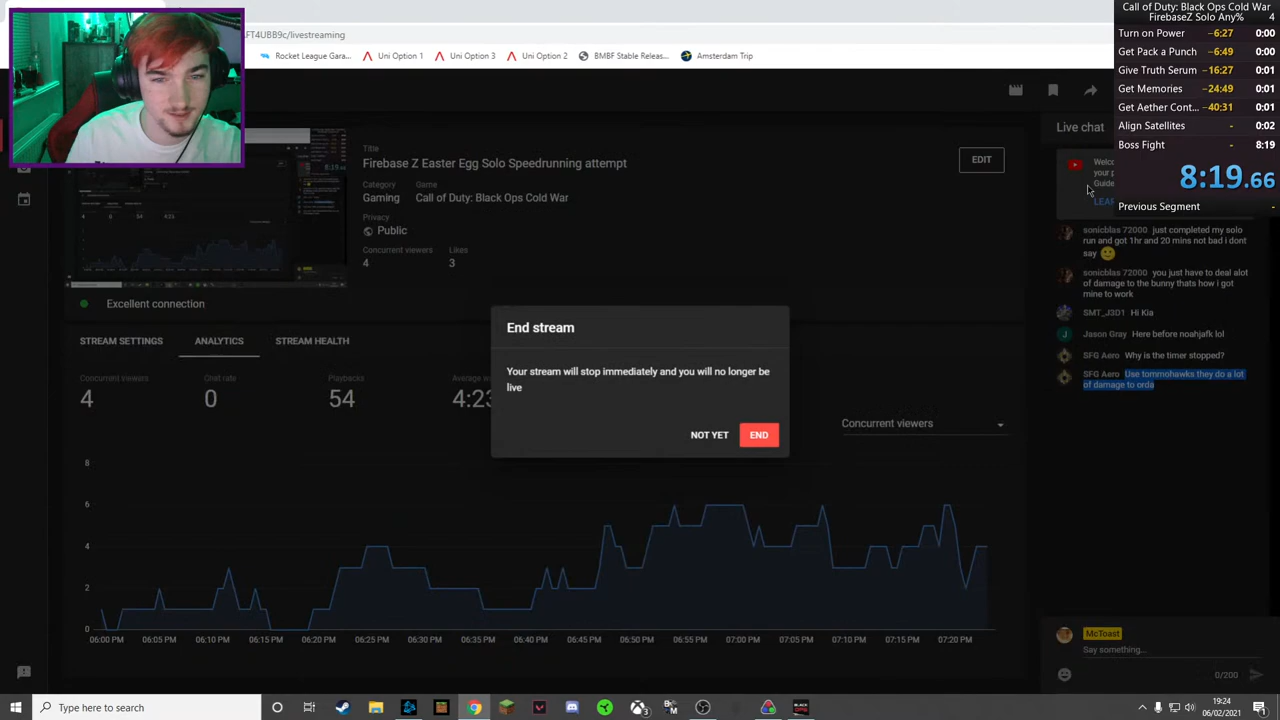 FT4UBB9c/livestreaming
Rocket League Gara...
Uni Option 1
Uni Option 3
Uni Option 2
BMBF Stable Releas...
Amsterdam Trip
Title
Firebase Z Easter Egg Solo Speedrunning attempt
EDIT
Category
Game
Gaming
Call of Duty: Black Ops Cold War
Privacy
Public
Concurrent viewers
Likes
4
3
Excellent connection
STREAM SETTINGS
ANALYTICS
STREAM HEALTH
Concurrent viewers
Chat rate
Playbacks
4
0
54
4:23
Concurrent viewers
End stream
Your stream will stop immediately and you will no longer be
live
NOT YET
END
8
6
4
2
0
06:00 PM
06:05 PM
06:10 PM
06:15 PM
06:20 PM
06:25 PM
06:30 PM
06:35 PM
06:40 PM
06:45 PM
06:50 PM
06:55 PM
07:00 PM
07:05 PM
07:10 PM
07:15 PM
07:20 PM
Call of Duty: Black Ops Cold War
FirebaseZ Solo Any% 4
Turn on Power −6:27 0:00
Get Pack a Punch −6:49 0:00
Give Truth Serum −16:27 0:01
Get Memories −24:49 0:01
Get Aether Cont... −40:31 0:01
Align Satellites - 0:02
Boss Fight - 8:19
8:19
Previous Segment -
Live chat
sonicblas 72000 just completed my solo
run and got 1hr and 20 mins not bad i dont
say
sonicblas 72000 you just have to deal alot
of damage to the bunny thats how i got
mine to work
SMT_J3D1 Hi Kia
J Jason Gray Here before noahjafk lol
SFG Aero Why is the timer stopped?
SFG Aero Use tommohawks they do a lot
of damage to orda
McToast
Say something...
0/200
Type here to search
19:24
06/02/2021